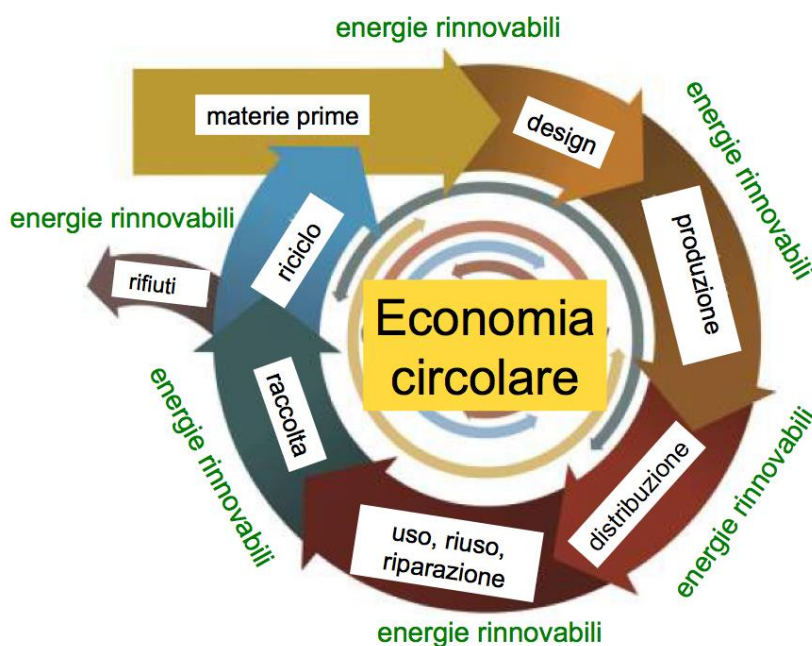 energie rinnovabili
materie prime
design
energie rinnovabili
produzione
energie rinnovabili
riciclo
rifiuti
Economia
circolare
raccolta
energie rinnovabili
distribuzione
energie rinnovabili
uso, riuso,
riparazione
energie rinnovabili